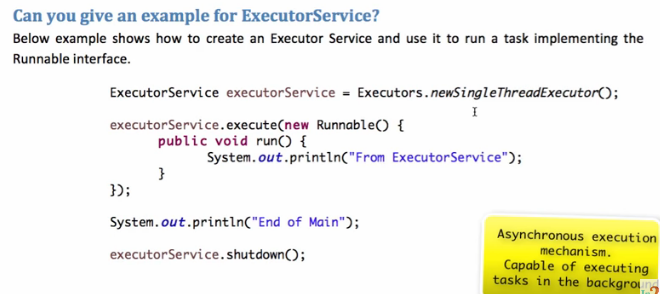 Can you give an example for ExecutorService?
Below example shows how to create an Executor Service and use it to run a task implementing the
Runnable interface.
ExecutorService executorService = Executors.newSingleThreadExecutor();
executorService.execute(new Runnable() {
public void run() {
System.out.println("From ExecutorService");
}
});
System.out.println("End of Main");
executorService.shutdown();
Asynchronous execution
mechanism.
Capable of executing
tasks in the background